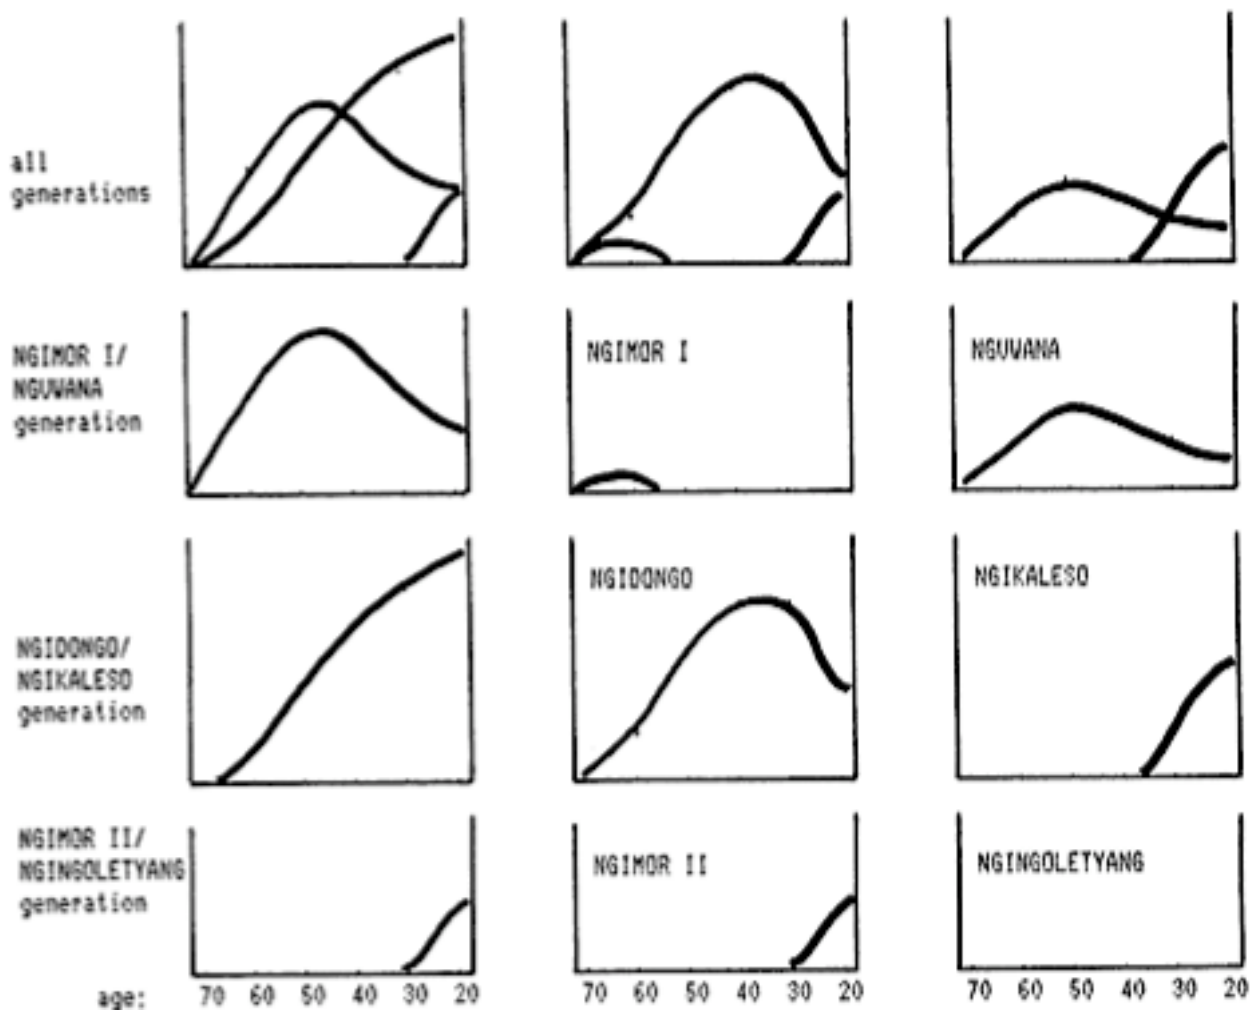 all
generations
NGIMOR I/
NGUWANA
generation
NGIMOR I
NGUWANA
NGIDONGO/
NGIKALESO
generation
NGIDONGO
NGIKALESO
NGIMOR II/
NGINGOLETYANG
generation
NGIMOR II
NGINGOLETYANG
age: 70 60 50 40 30 20 70 60 50 40 30 20 70 60 50 40 30 20